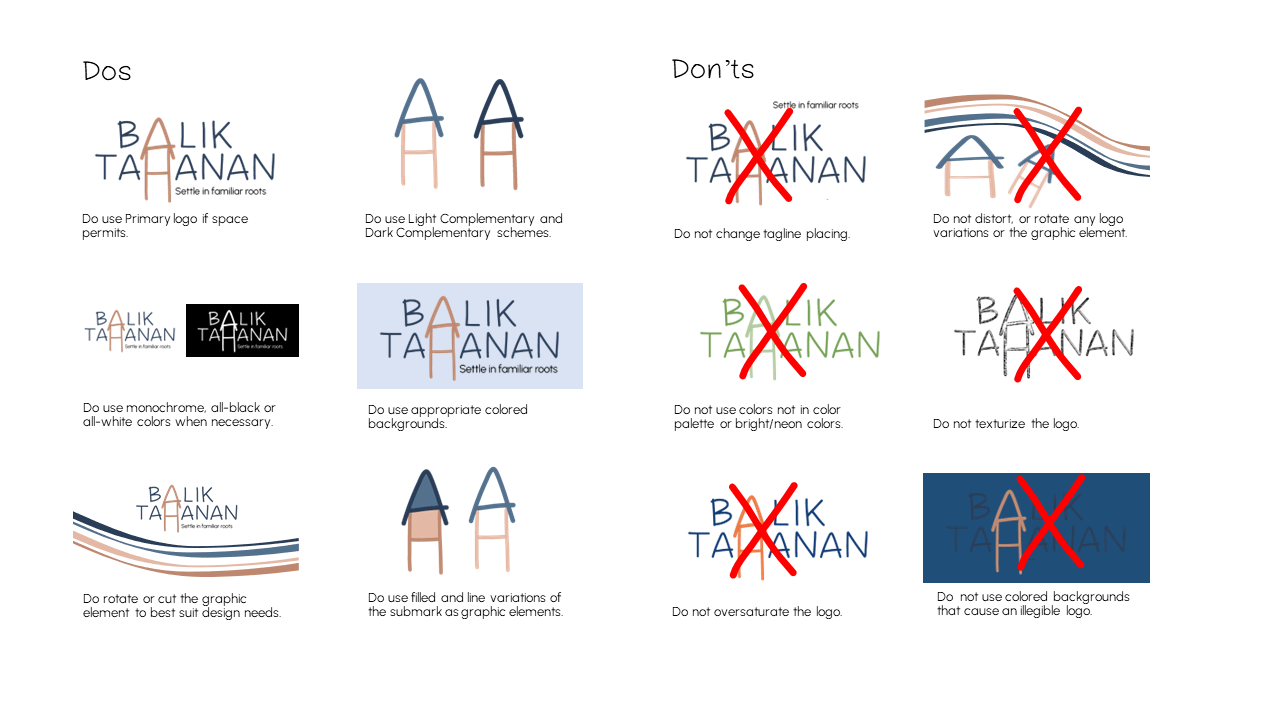 Dos
BALIK
TAHANAN
Settle in familiar roots
Do use Primary logo if space
permits.
Do use Light Complementary and
Dark Complementary schemes.
BALIK
TAHANAN
Settle in familiar roots
BALIK
TAHANAN
Settle in familiar roots
Do use monochrome, all-black or
all-white colors when necessary.
BALIK
TAHANAN
Settle in familiar roots
Do use appropriate colored
backgrounds.
BALIK
TAHANAN
Settle in familiar roots
Do rotate or cut the graphic
element to best suit design needs.
Do use filled and line variations of
the submark as graphic elements.
Don'ts
Settle in familiar roots
BALIK
TAHANAN
Do not change tagline placing.
Do not distort, or rotate any logo
variations or the graphic element.
BALIK
TAHANAN
Do not use colors not in color
palette or bright/neon colors.
BALIK
TAHANAN
Do not texturize the logo.
BALIK
TAHANAN
Do not oversaturate the logo.
BALIK
TAHANAN
Do not use colored backgrounds
that cause an illegible logo.